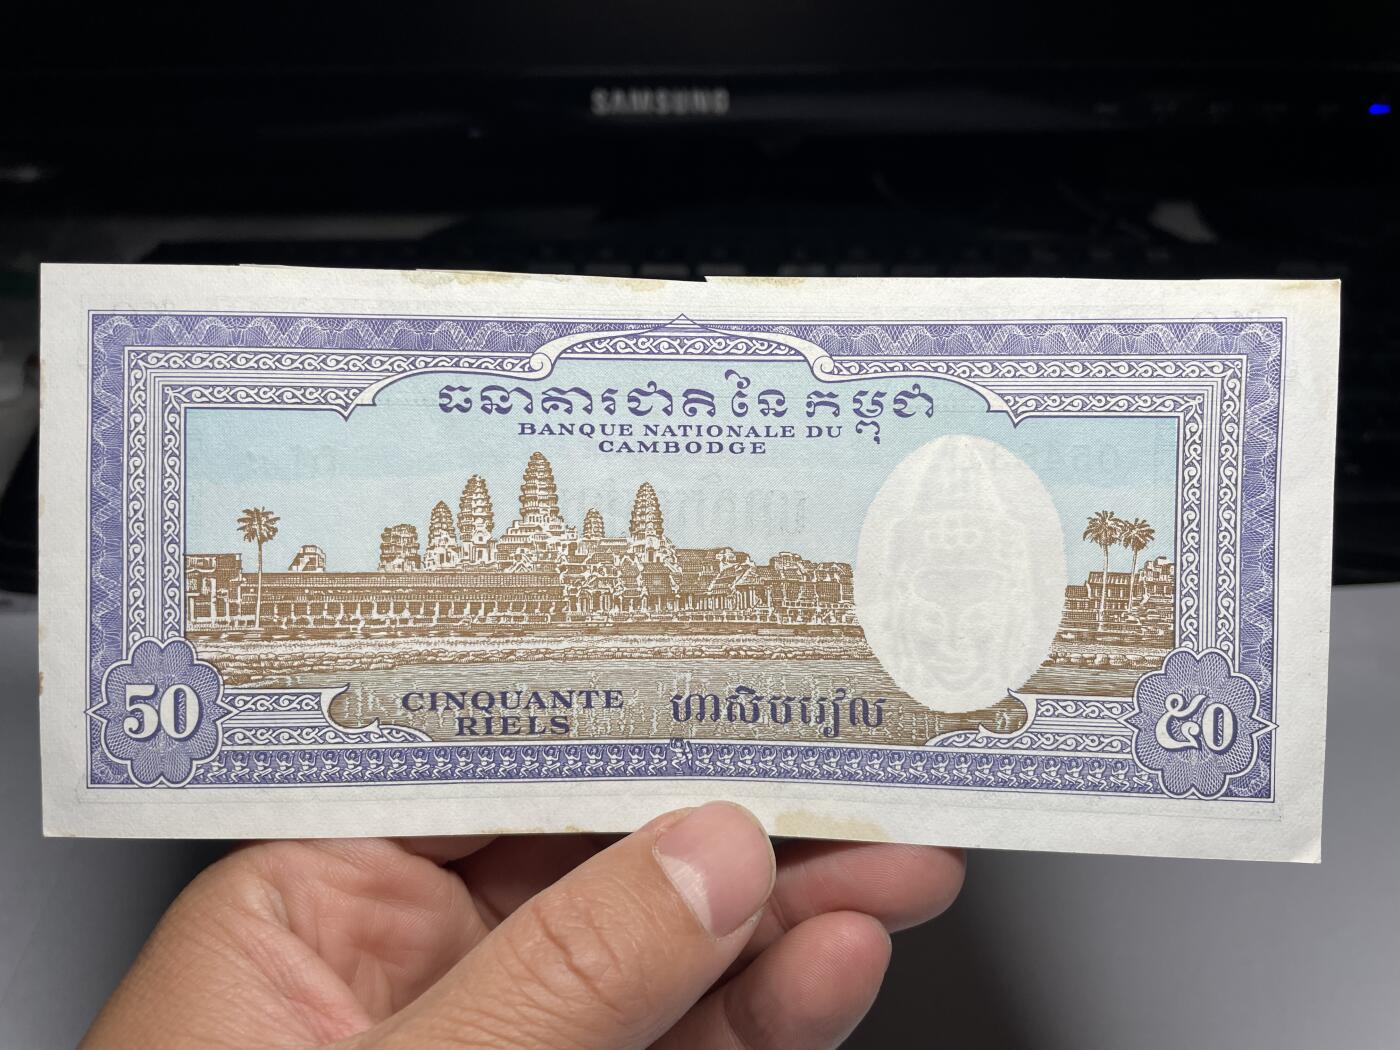 SAMSUNG
ធនាគារជាតិនៃកម្ពុជា
BANQUE NATIONALE DU
CAMBODGE
CINQUANTE
RIELS
ហាសិបរៀល
50
៥០